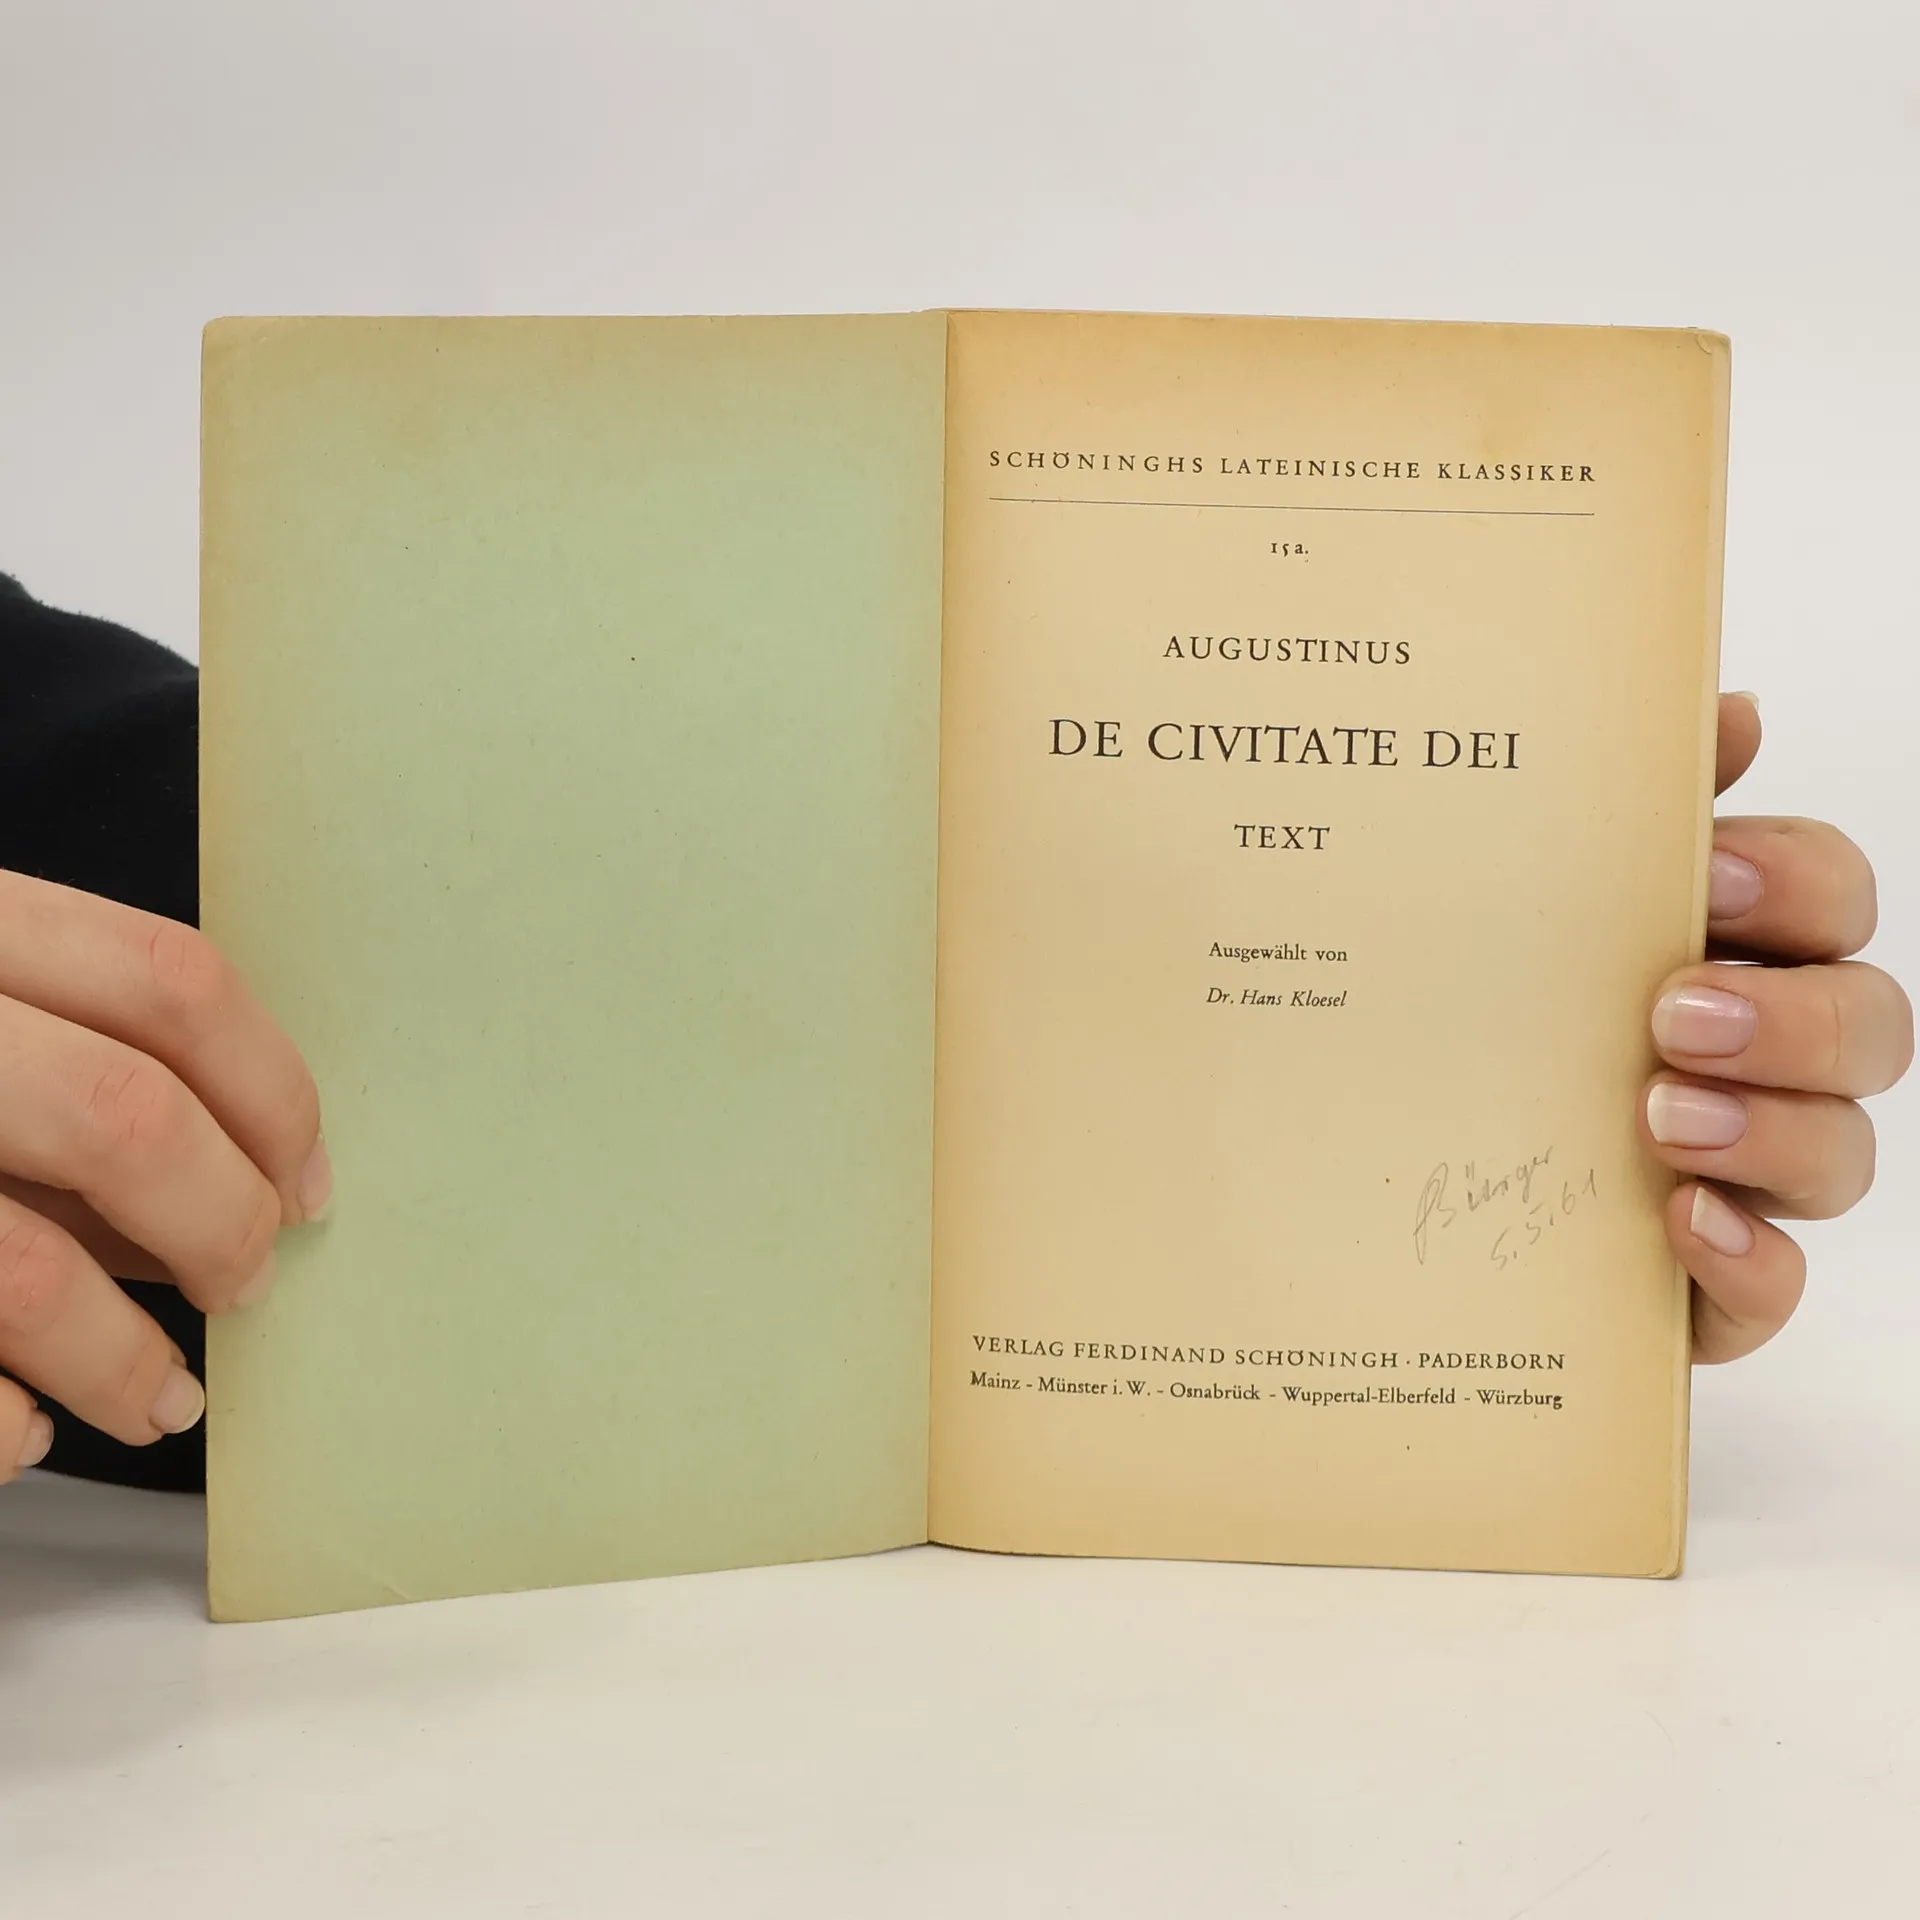 SCHÖNINGHS LATEINISCHE KLASSIKER
15a.
AUGUSTINUS
DE CIVITATE DEI
TEXT
Ausgewählt von
Dr. Hans Kloesel
5.5.61
VERLAG FERDINAND SCHÖNINGH · PADERBORN
Mainz - Münster i. W. - Osnabrück - Wuppertal-Elberfeld - Würzburg